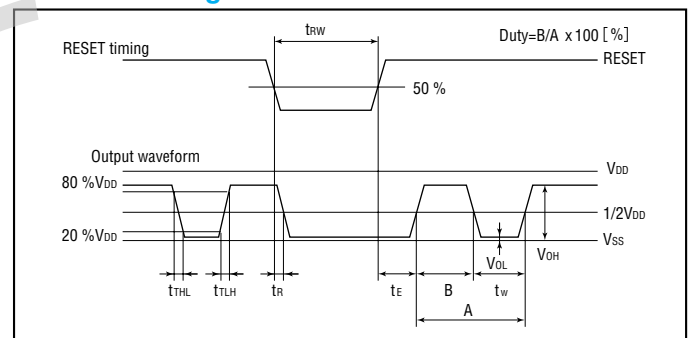 tRW
Duty=B/A x 100 [ % ]
RESET timing
RESET
50 %
Output waveform
VDD
80 %VDD
1/2VDD
20 %VDD
VSS
VOL
VOH
tTHL
tTLH
tR
tE
B
tw
A